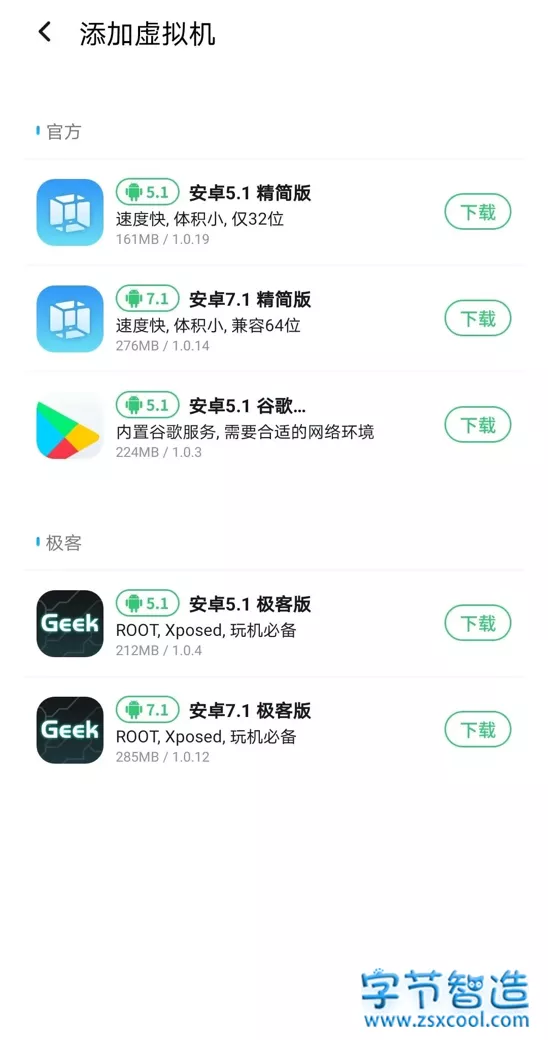 添加虚拟机
官方
5.1 安卓5.1 精简版
速度快, 体积小, 仅32位
161MB / 1.0.19
下载
7.1 安卓7.1 精简版
速度快, 体积小, 兼容64位
276MB / 1.0.14
下载
5.1 安卓5.1 谷歌...
内置谷歌服务, 需要合适的网络环境
224MB / 1.0.3
下载
极客
Geek
5.1 安卓5.1 极客版
ROOT, Xposed, 玩机必备
212MB / 1.0.4
下载
Geek
7.1 安卓7.1 极客版
ROOT, Xposed, 玩机必备
285MB / 1.0.12
下载
字节智造
www.zsxcool.com